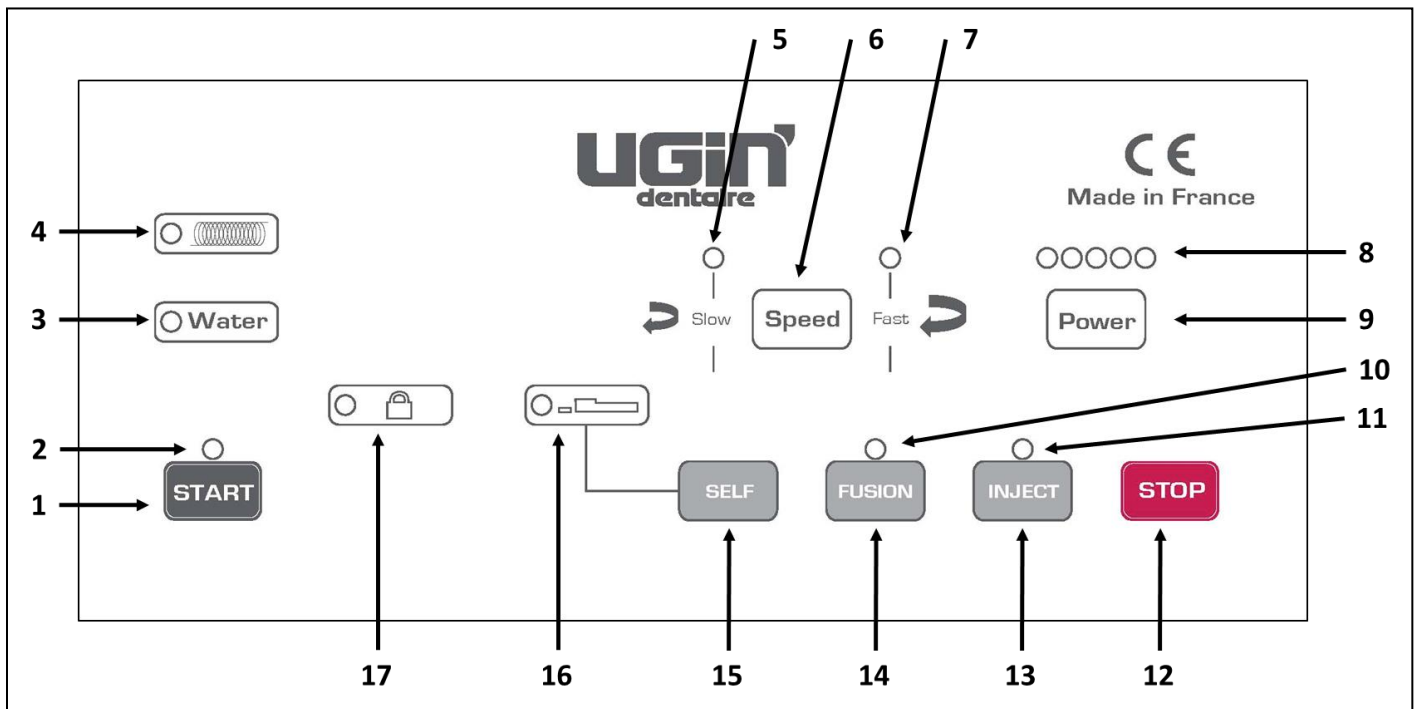 5 6 7
UGiN'
dentaire
CE
Made in France
4
8
3 Water
Slow Speed Fast
Power 9
10
11
2
1 START
SELF FUSION INJECT STOP
17 16 15 14 13 12